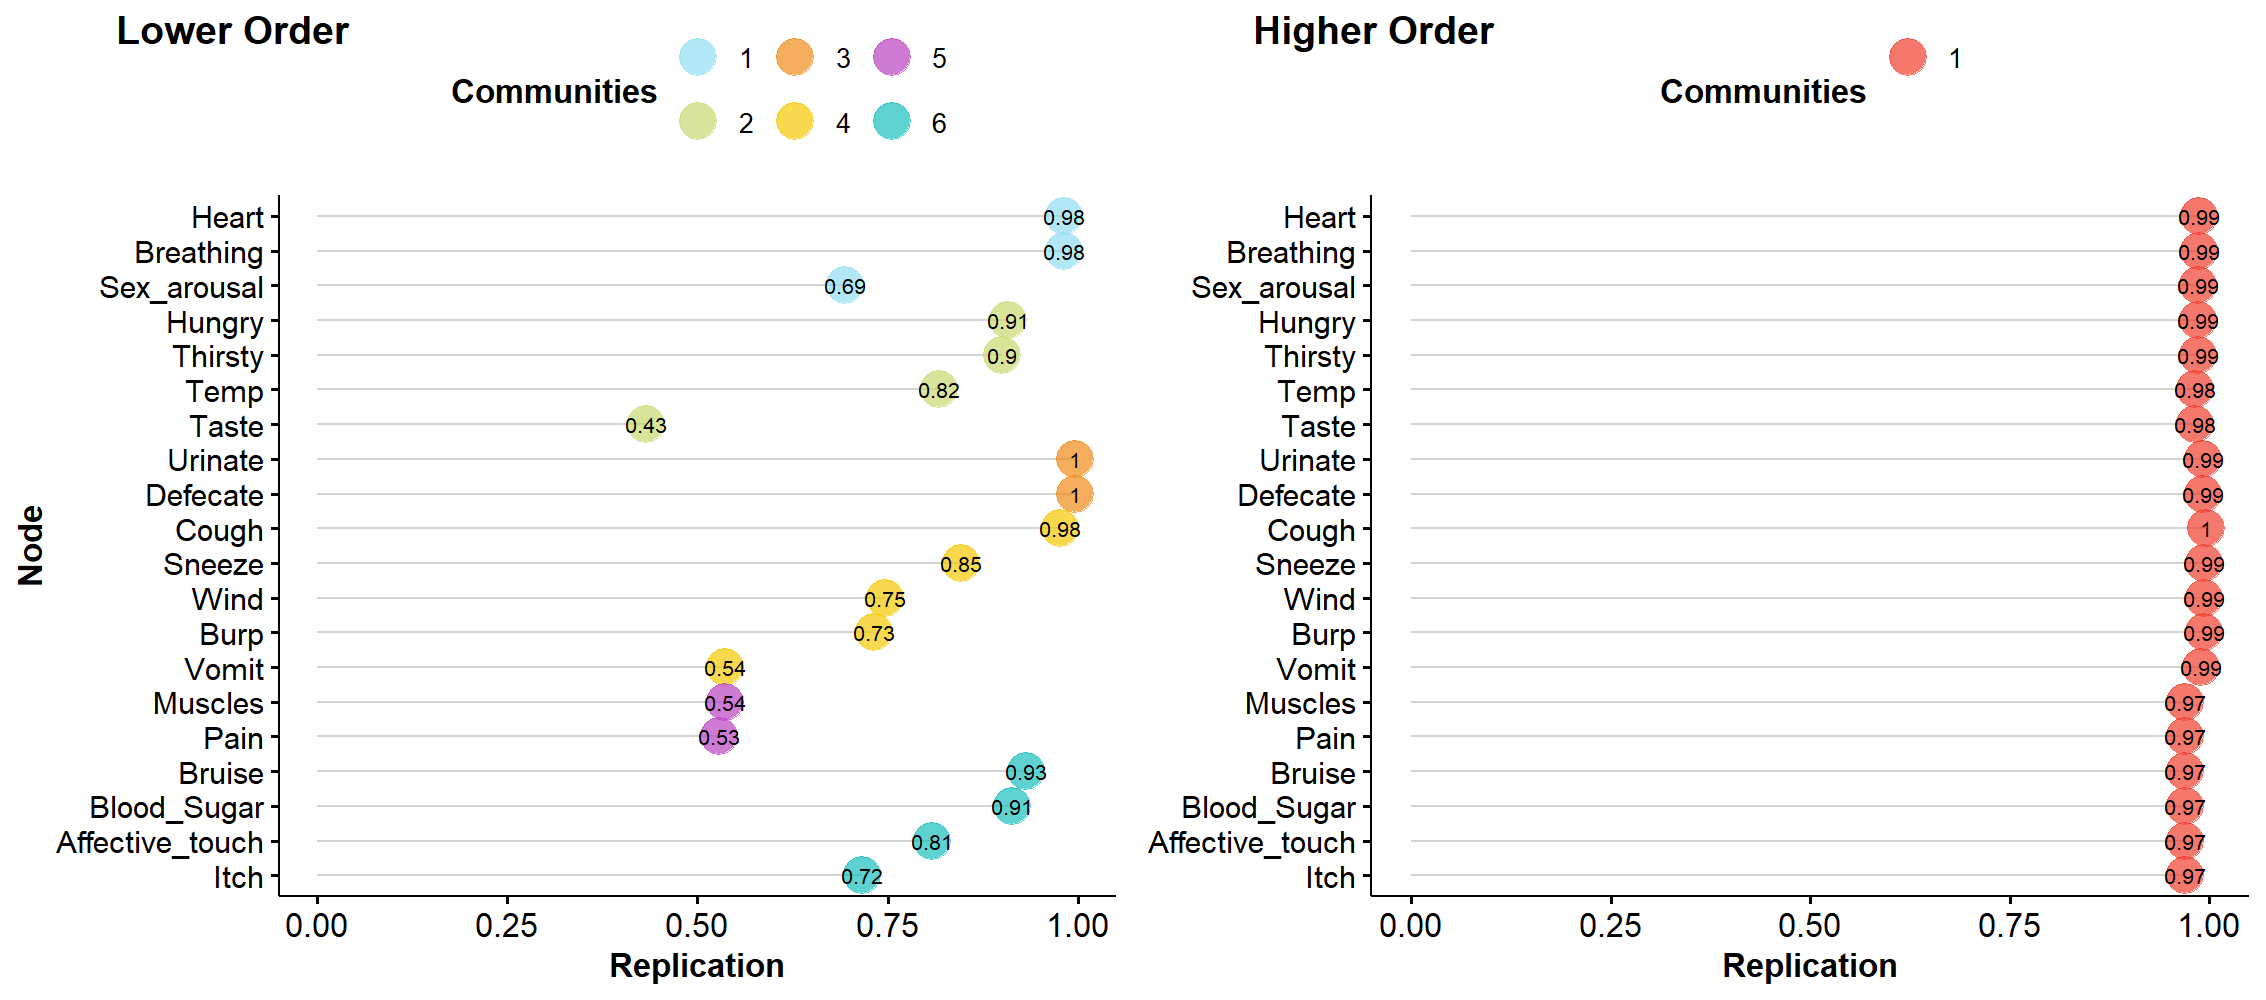 Lower Order
Communities
1 3 5
2 4 6
Node
Heart 0.98
Breathing 0.98
Sex_arousal 0.69
Hungry 0.91
Thirsty 0.9
Temp 0.82
Taste 0.43
Urinate 1
Defecate 1
Cough 0.98
Sneeze 0.85
Wind 0.75
Burp 0.73
Vomit 0.54
Muscles 0.54
Pain 0.53
Bruise 0.93
Blood_Sugar 0.91
Affective_touch 0.81
Itch 0.72
0.00 0.25 0.50 0.75 1.00
Replication
Higher Order
Communities
1
Heart 0.99
Breathing 0.99
Sex_arousal 0.99
Hungry 0.99
Thirsty 0.99
Temp 0.98
Taste 0.98
Urinate 0.99
Defecate 0.99
Cough 1
Sneeze 0.99
Wind 0.99
Burp 0.99
Vomit 0.99
Muscles 0.97
Pain 0.97
Bruise 0.97
Blood_Sugar 0.97
Affective_touch 0.97
Itch 0.97
0.00 0.25 0.50 0.75 1.00
Replication